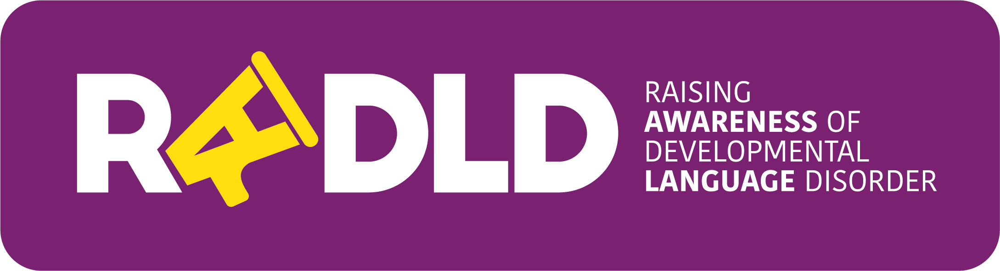 RADLD
RAISING
AWARENESS OF
DEVELOPMENTAL
LANGUAGE DISORDER